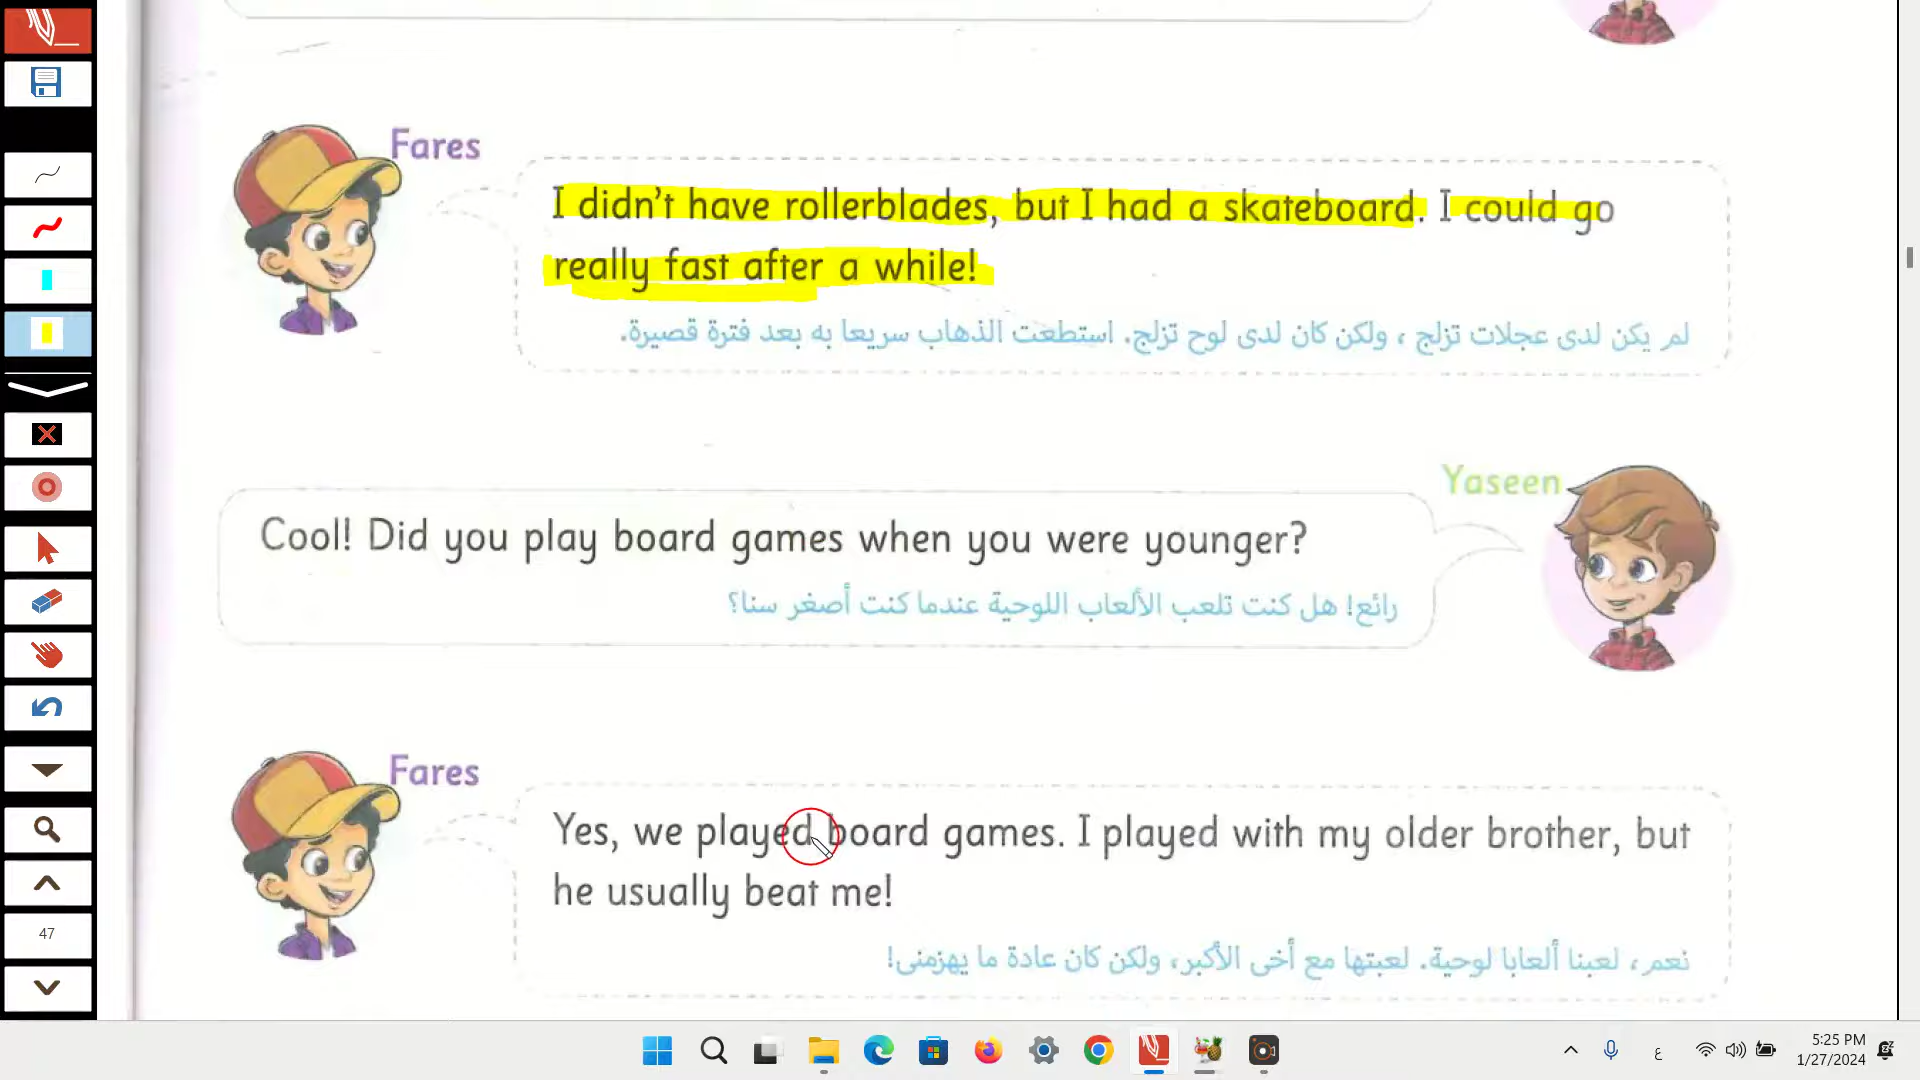 Fares
I didn't have rollerblades, but I had a skateboard. I could go
really fast after a while!
لم يكن لدى عجلات تزلج ، ولكن كان لدى لوح تزلج. استطعت الذهاب سريعا به بعد فترة قصيرة.
Yaseen
Cool! Did you play board games when you were younger?
رائع! هل كنت تلعب الألعاب اللوحية عندما كنت أصغر سنا؟
Fares
Yes, we played board games. I played with my older brother, but
he usually beat me!
نعم، لعبنا ألعابا لوحية. لعبتها مع أخى الأكبر، ولكن كان عادة ما يهزمنى!
47
ع
5:25 PM
1/27/2024